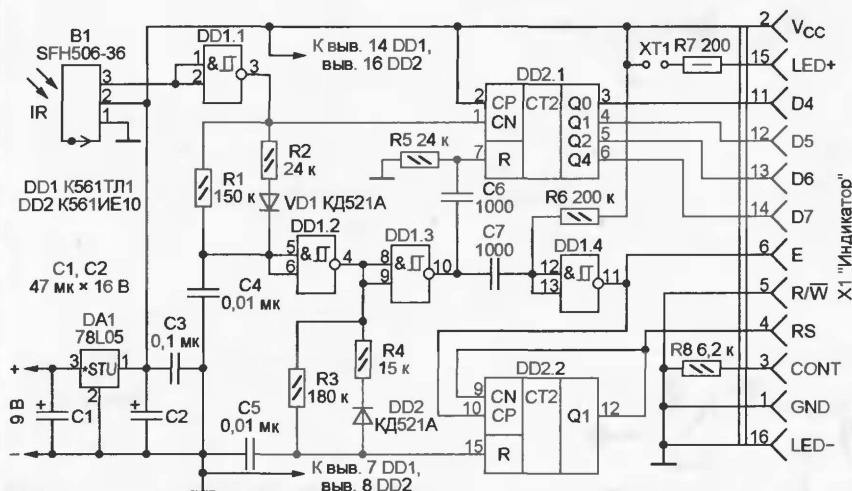 B1
SFH506-36
IR
3
2
1
DD1.1
1
2
&
3
К выв. 14 DD1,
выв. 16 DD2
DD2.1
2 CP CT2 Q0 3
1 CN Q1 4
Q2 5
7 R Q4 6
2 VCC
XT1 R7 200
15 LED+
11 D4
12 D5
13 D6
14 D7
6 E
5 R/W
4 RS
3 CONT
1 GND
16 LED–
X1 "Индикатор"
R8 6,2 к
R1
150 к
R2
24 к
VD1 КД521А
R5 24 к
C6
1000
R6 200 к
C7
1000
DD1 К561ТЛ1
DD2 К561ИЕ10
DD1.2
5
6
&
4
DD1.3
8
9
&
10
DD1.4
12
13
&
11
C1, C2
47 мк × 16 В
C4
0,01 мк
DA1
78L05
C3
0,1 мк
+
3 *STU 1
2
9 В
–
+
C1
+
C2
R3
180 к
R4
15 к
DD2
КД521А
C5
0,01 мк
DD2.2
9 CN CT2
10 CP Q1 12
15 R
К выв. 7 DD1,
выв. 8 DD2